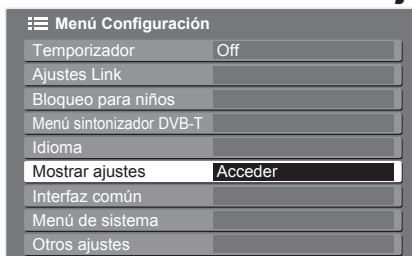 Menú Configuración
Temporizador Off
Ajustes Link
Bloqueo para niños
Menú sintonizador DVB-T
Idioma
Mostrar ajustes Acceder
Interfaz común
Menú de sistema
Otros ajustes